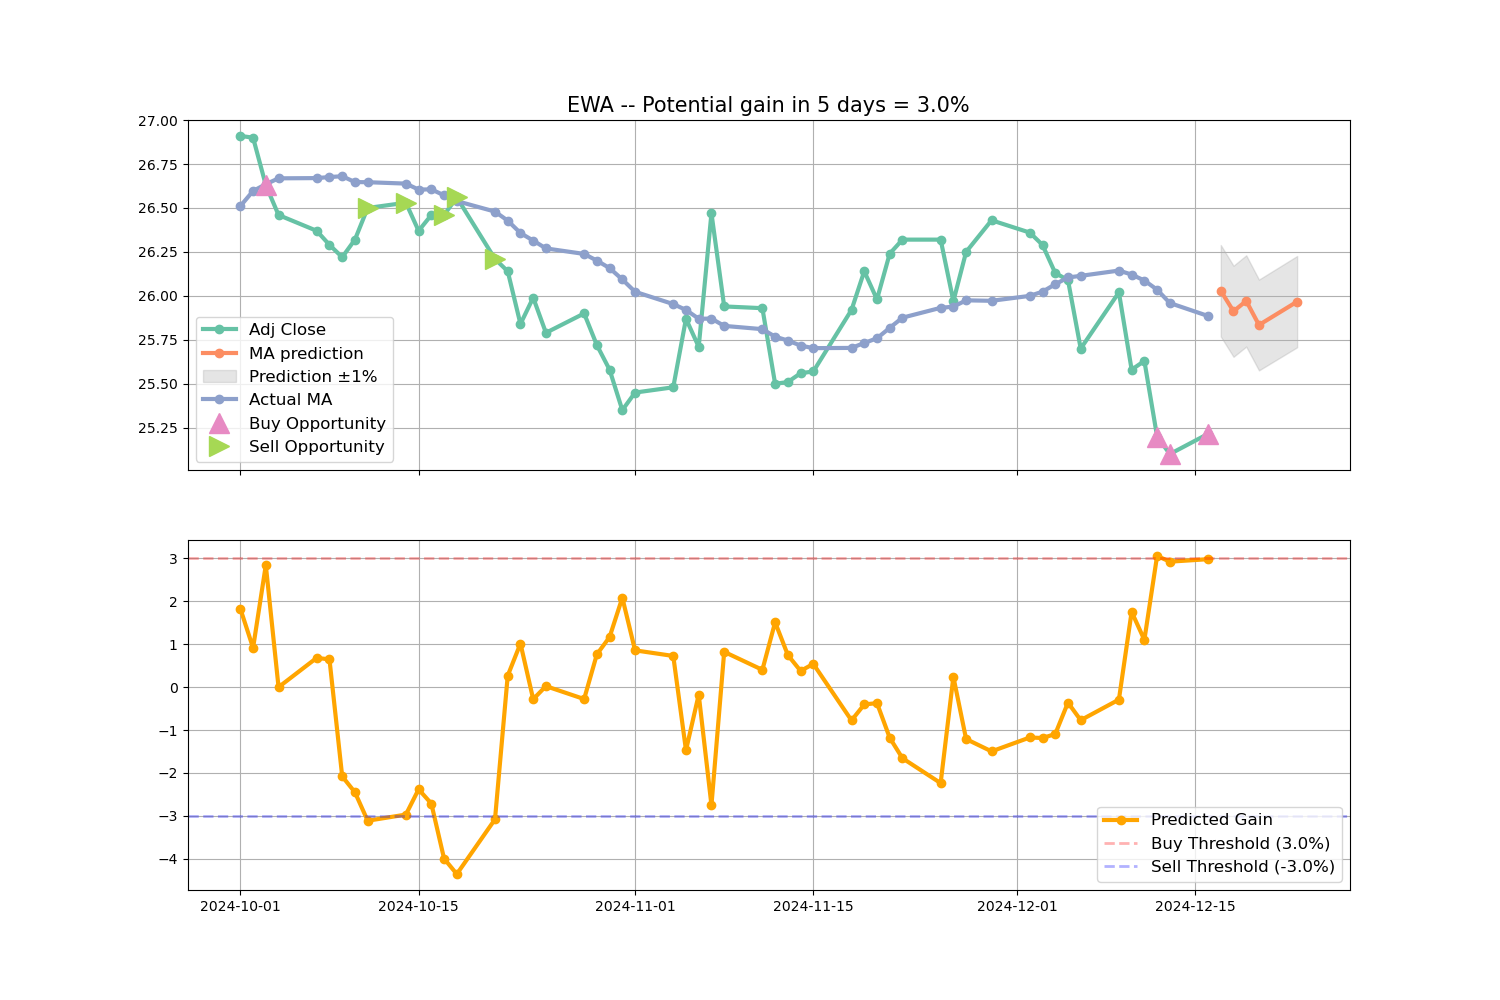 EWA -- Potential gain in 5 days = 3.0%
27.00
26.75
26.50
26.25
26.00
25.75
25.50
25.25
Adj Close
MA prediction
Prediction ±1%
Actual MA
Buy Opportunity
Sell Opportunity
3
2
1
0
−1
−2
−3
−4
Predicted Gain
Buy Threshold (3.0%)
Sell Threshold (-3.0%)
2024-10-01
2024-10-15
2024-11-01
2024-11-15
2024-12-01
2024-12-15